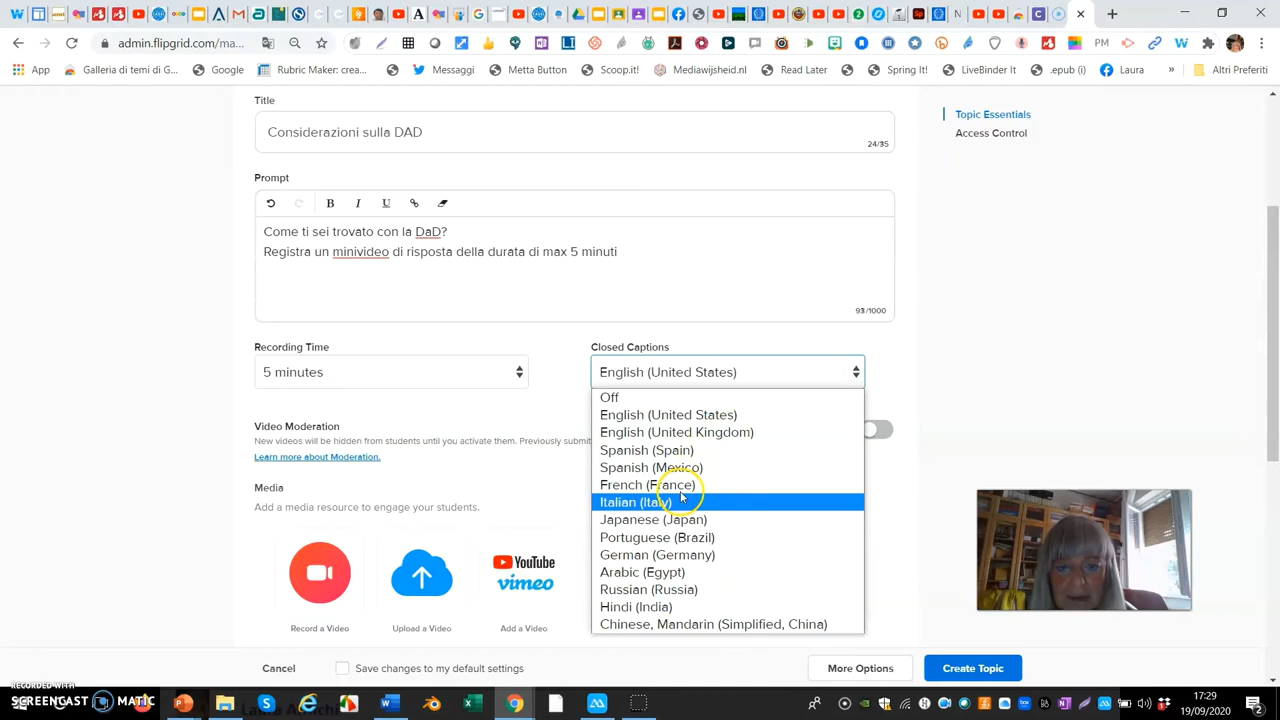 admin.flipgrid.com/ma...
PM
App
Galleria di temi di G...
Google
Rubric Maker: crea...
Messaggi
Metta Button
Scoop.it!
Mediawijsheid.nl
Read Later
Spring It!
LiveBinder It
.epub (i)
Laura
»
Altri Preferiti
Title
Considerazioni sulla DAD
24/35
Topic Essentials
Access Control
Prompt
B I U
Come ti sei trovato con la DaD?
Registra un minivideo di risposta della durata di max 5 minuti
93/1000
Recording Time
5 minutes
Closed Captions
English (United States)
Off
English (United States)
English (United Kingdom)
Spanish (Spain)
Spanish (Mexico)
French (France)
Italian (Italy)
Japanese (Japan)
Portuguese (Brazil)
German (Germany)
Arabic (Egypt)
Russian (Russia)
Hindi (India)
Chinese, Mandarin (Simplified, China)
Video Moderation
New videos will be hidden from students until you activate them. Previously submit
Learn more about Moderation.
Media
Add a media resource to engage your students.
YouTube
vimeo
Record a Video
Upload a Video
Add a Video
Cancel
Save changes to my default settings
More Options
Create Topic
RECORDED WITH
SCREENCAST MATIC
17:29
19/09/2020